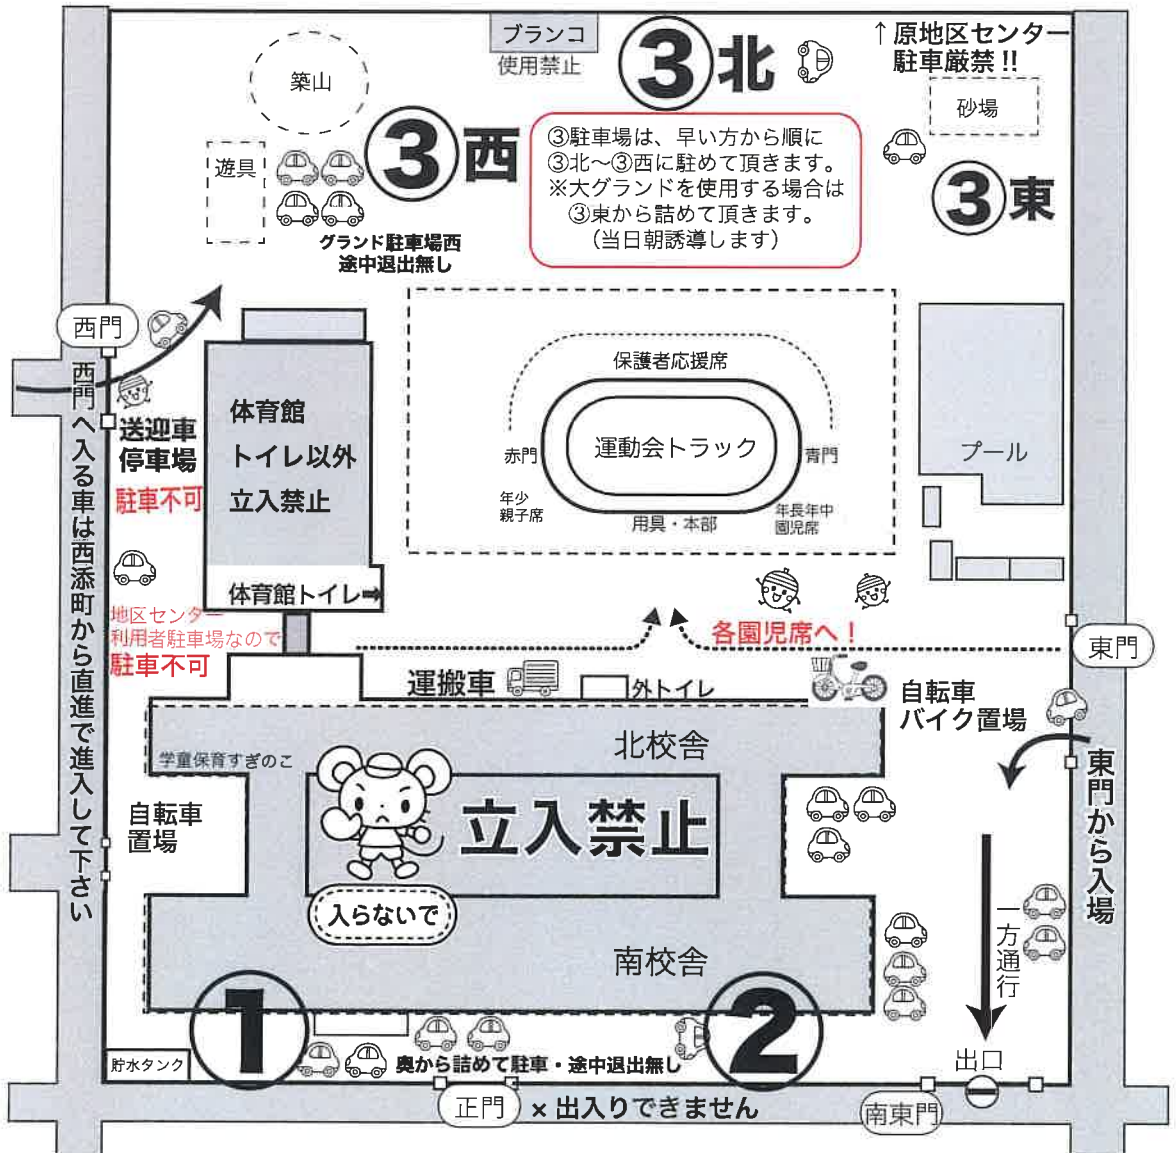 ブランコ
使用禁止
③北
↑原地区センター
駐車厳禁!!
築山
砂場
③西
遊具
③駐車場は、早い方から順に
③北〜③西に駐めて頂きます。
※大グランドを使用する場合は
③東から詰めて頂きます。
（当日朝誘導します）
③東
グランド駐車場西
途中退出無し
西門
西門へ入る車は西添町から直進で進入して下さい
送迎車
停車場
駐車不可
体育館
トイレ以外
立入禁止
体育館トイレ➡
保護者応援席
赤門
運動会トラック
青門
年少
親子席
用具・本部
年長年中
園児席
プール
地区センター
利用者駐車場なので
駐車不可
各園児席へ！
東門
運搬車
外トイレ
自転車
バイク置場
東門から入場
北校舎
学童保育すぎのこ
自転車
置場
立入禁止
入らないで
南校舎
一方通行
①
②
貯水タンク
奥から詰めて駐車・途中退出無し
出口
正門
×出入りできません
南東門